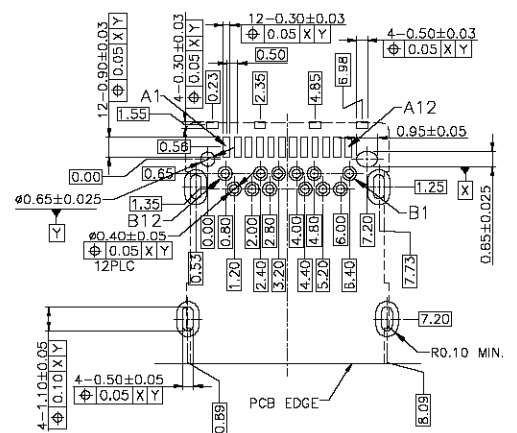 12-0.30±0.03
⌖ 0.05 X Y
0.50
4-0.50±0.03
⌖ 0.05 X Y
12-0.90±0.03
⌖ 0.05 X Y
4-0.30±0.03
⌖ 0.05 X Y
0.23
2.35
4.85
6.98
A1
A12
1.55
0.95±0.05
0.56
0.00
0.65
ø0.65±0.025
1.35
1.25
X
0.65±0.025
Y
B12
B1
ø0.40±0.05
⌖ 0.05 X Y
12PLC
0.00
0.80
2.00
2.80
4.00
4.80
6.00
7.20
7.73
0.53
1.20
2.40
3.20
4.40
5.20
6.40
7.20
4-1.10±0.05
⌖ 0.10 X Y
4-0.50±0.05
⌖ 0.05 X Y
R0.10 MIN.
PCB EDGE
0.89
8.09